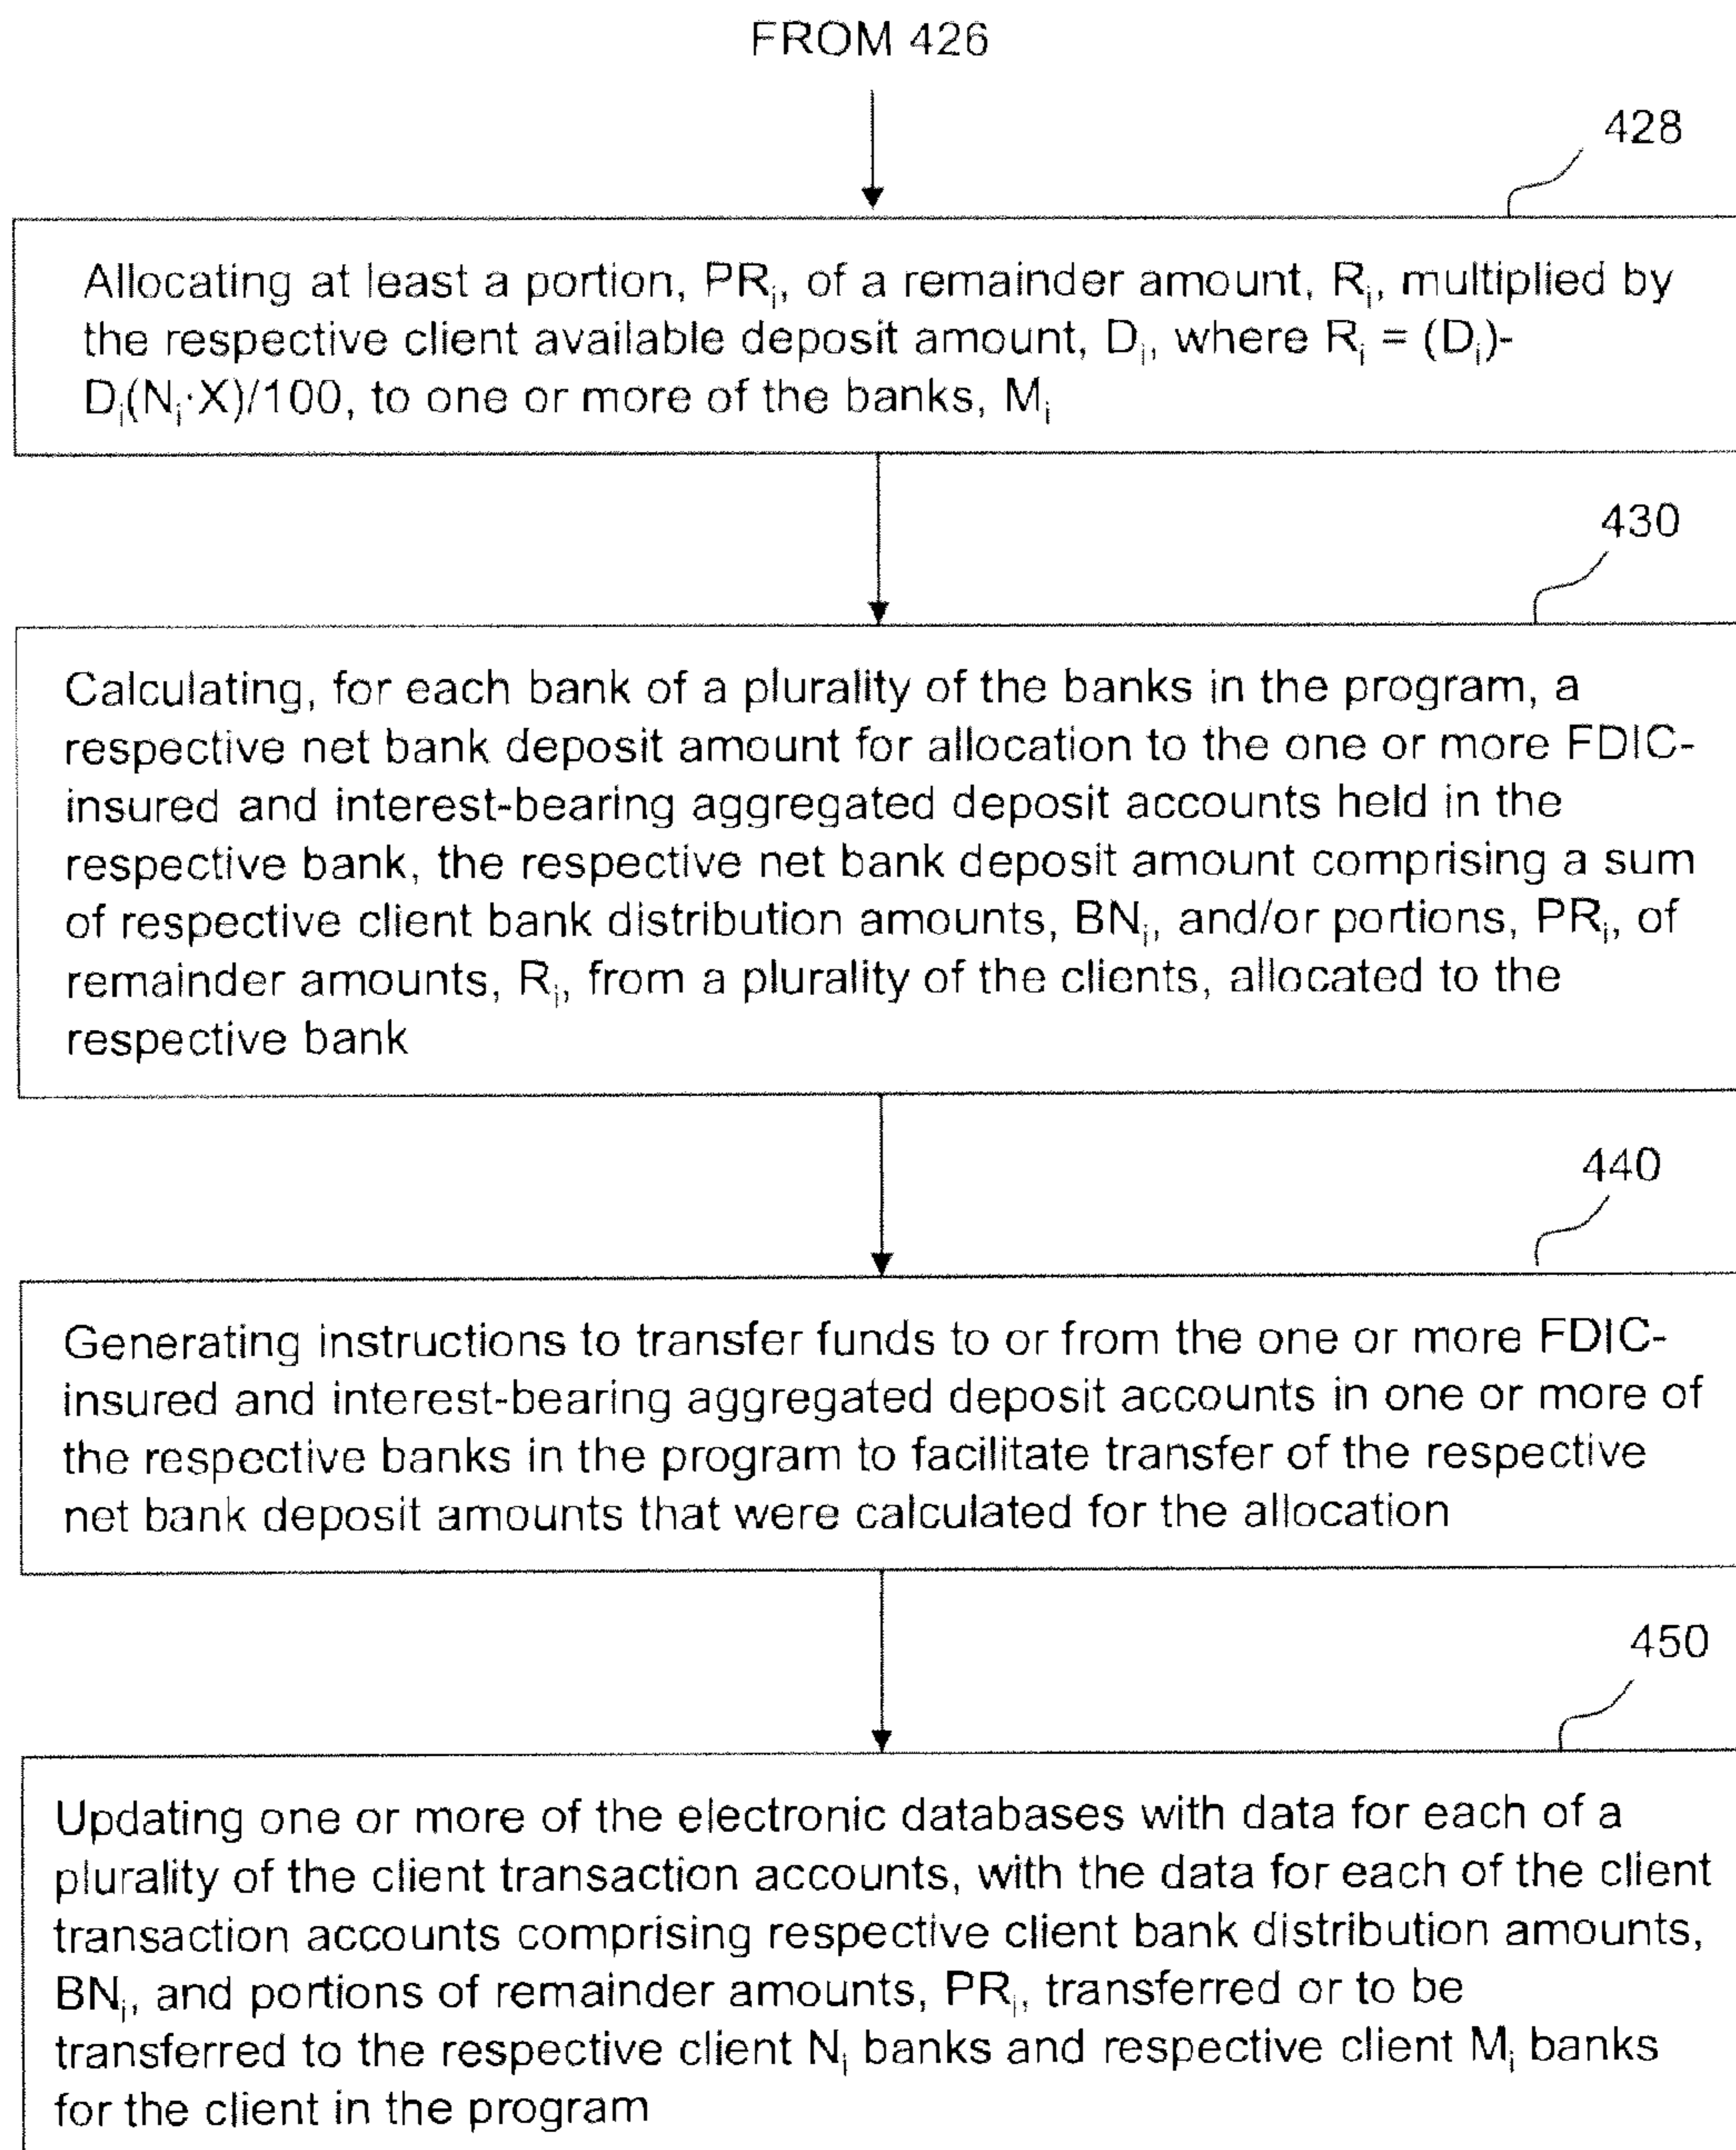 FROM 426
428
Allocating at least a portion, PRᵢ, of a remainder amount, Rᵢ, multiplied by
the respective client available deposit amount, Dᵢ, where Rᵢ = (Dᵢ)-
Dᵢ(Nᵢ·X)/100, to one or more of the banks, Mᵢ
430
Calculating, for each bank of a plurality of the banks in the program, a
respective net bank deposit amount for allocation to the one or more FDIC-
insured and interest-bearing aggregated deposit accounts held in the
respective bank, the respective net bank deposit amount comprising a sum
of respective client bank distribution amounts, BNᵢ, and/or portions, PRᵢ, of
remainder amounts, Rᵢ, from a plurality of the clients, allocated to the
respective bank
440
Generating instructions to transfer funds to or from the one or more FDIC-
insured and interest-bearing aggregated deposit accounts in one or more of
the respective banks in the program to facilitate transfer of the respective
net bank deposit amounts that were calculated for the allocation
450
Updating one or more of the electronic databases with data for each of a
plurality of the client transaction accounts, with the data for each of the client
transaction accounts comprising respective client bank distribution amounts,
BNᵢ, and portions of remainder amounts, PRᵢ, transferred or to be
transferred to the respective client Nᵢ banks and respective client Mᵢ banks
for the client in the program